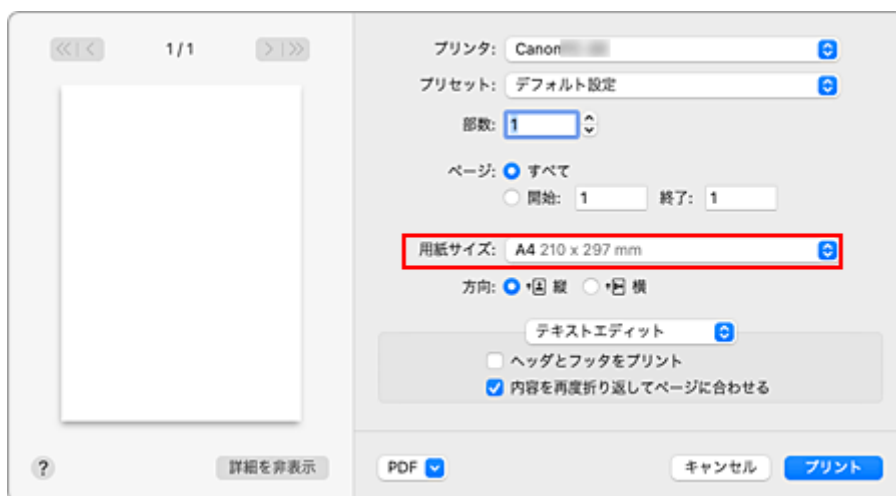 1 / 1
プリンタ: Canon
プリセット: デフォルト設定
部数: 1
ページ: すべて
開始: 1 終了: 1
用紙サイズ: A4 210 x 297 mm
方向: 縦 横
テキストエディット
ヘッダとフッタをプリント
内容を再度折り返してページに合わせる
? 詳細を非表示 PDF キャンセル プリント